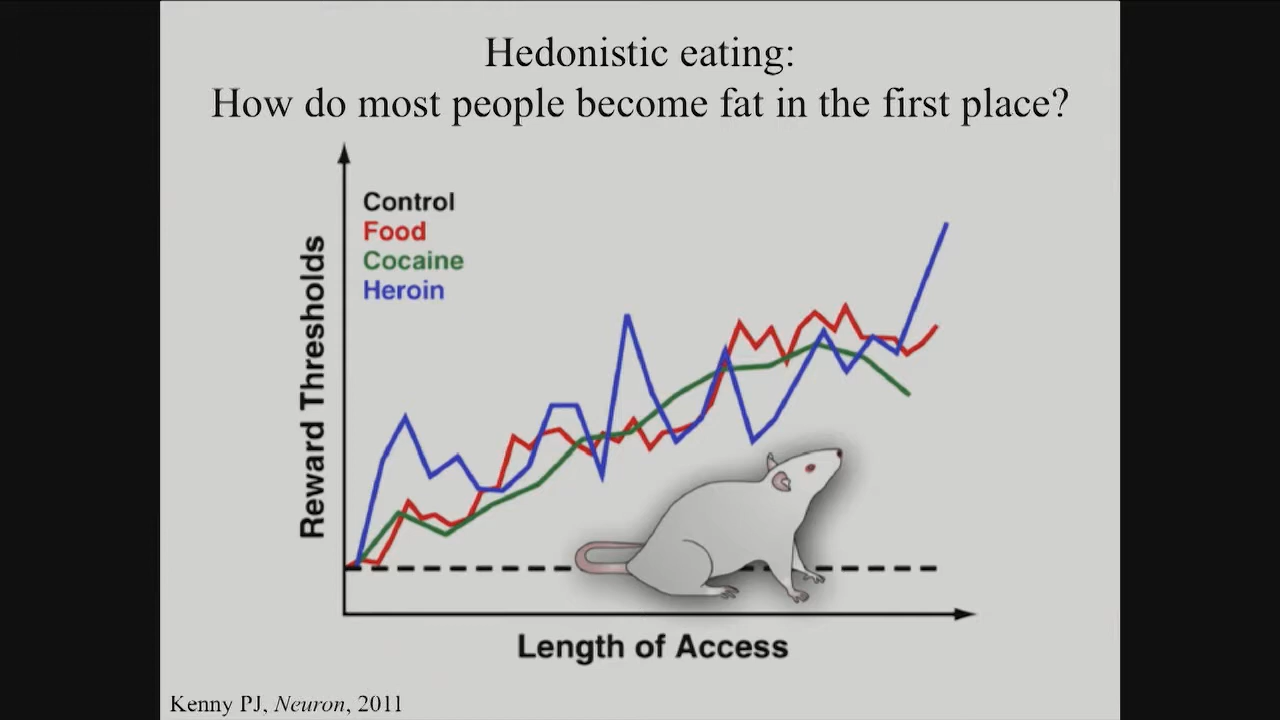 Hedonistic eating:
How do most people become fat in the first place?
Control
Food
Cocaine
Heroin
Reward Thresholds
Length of Access
Kenny PJ, Neuron, 2011